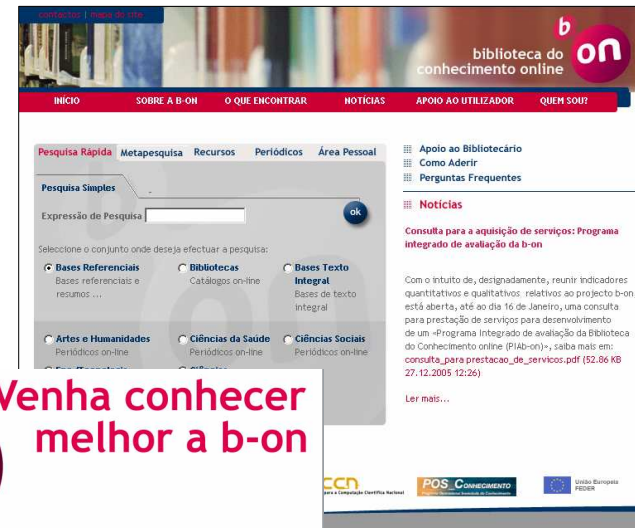 contactos | mapa do site
b
on
biblioteca do
conhecimento online
INÍCIO SOBRE A B-ON O QUE ENCONTRAR NOTÍCIAS APOIO AO UTILIZADOR QUEM SOU?
Pesquisa Rápida Metapesquisa Recursos Periódicos Área Pessoal
Pesquisa Simples
Expressão de Pesquisa
ok
Seleccione o conjunto onde deseja efectuar a pesquisa:
Bases Referenciais
Bases referenciais e
resumos ...
Bibliotecas
Catálogos on-line
Bases Texto
Integral
Bases de texto
integral
Artes e Humanidades
Periódicos on-line
Ciências da Saúde
Periódicos on-line
Ciências Sociais
Periódicos on-line
Apoio ao Bibliotecário
Como Aderir
Perguntas Frequentes
Notícias
Consulta para a aquisição de serviços: Programa
integrado de avaliação da b-on
Com o intuito de, designadamente, reunir indicadores
quantitativos e qualitativos relativos ao projecto b-on
está aberta, até ao dia 16 de Janeiro, uma consulta
para prestação de serviços para desenvolvimento
de um «Programa Integrado de avaliação da Biblioteca
do Conhecimento online (PIAb-on)», saiba mais em:
consulta_para prestacao_de_servicos.pdf (52.86 KB
27.12.2005 12:26)
Ler mais...
Venha conhecer
melhor a b-on
ccn
para a Computação Científica Nacional
POS_CONHECIMENTO
União Europeia
FEDER